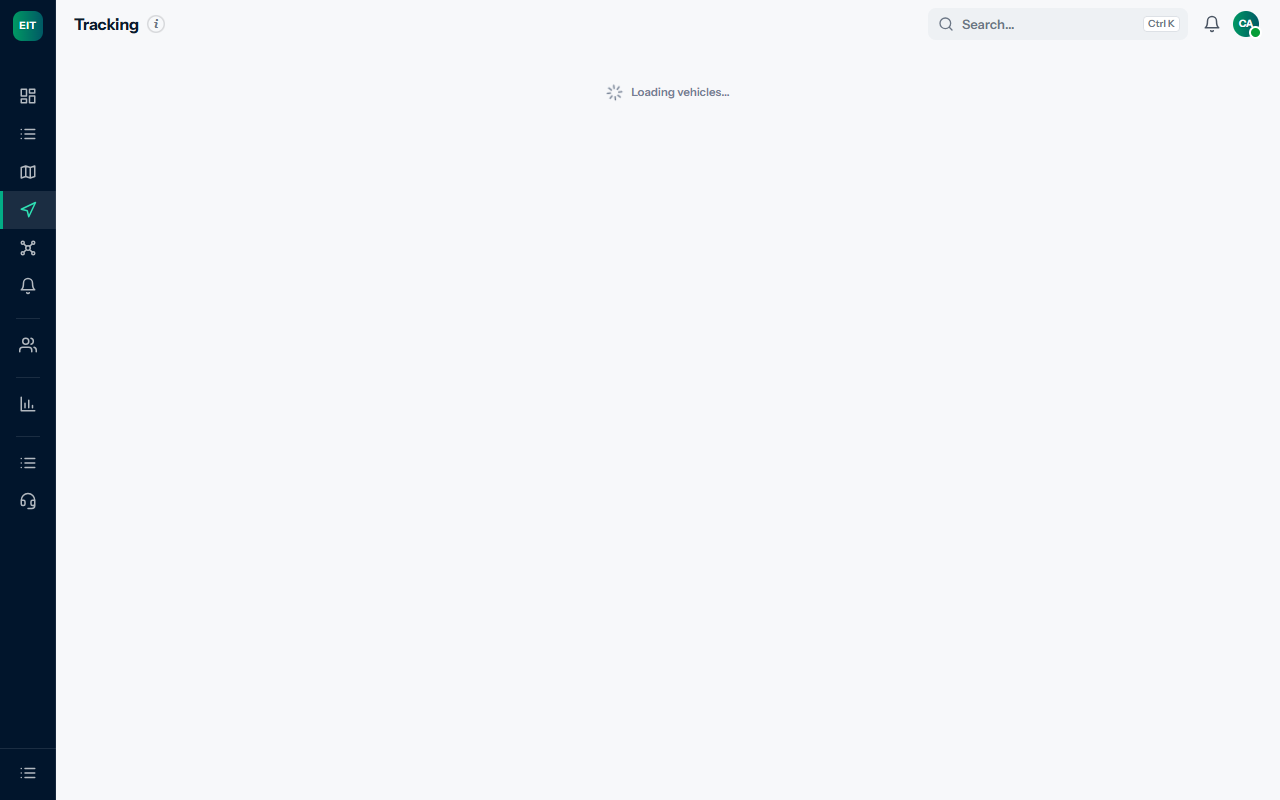 EIT
Tracking
i
Search...
Ctrl K
CA
Loading vehicles...